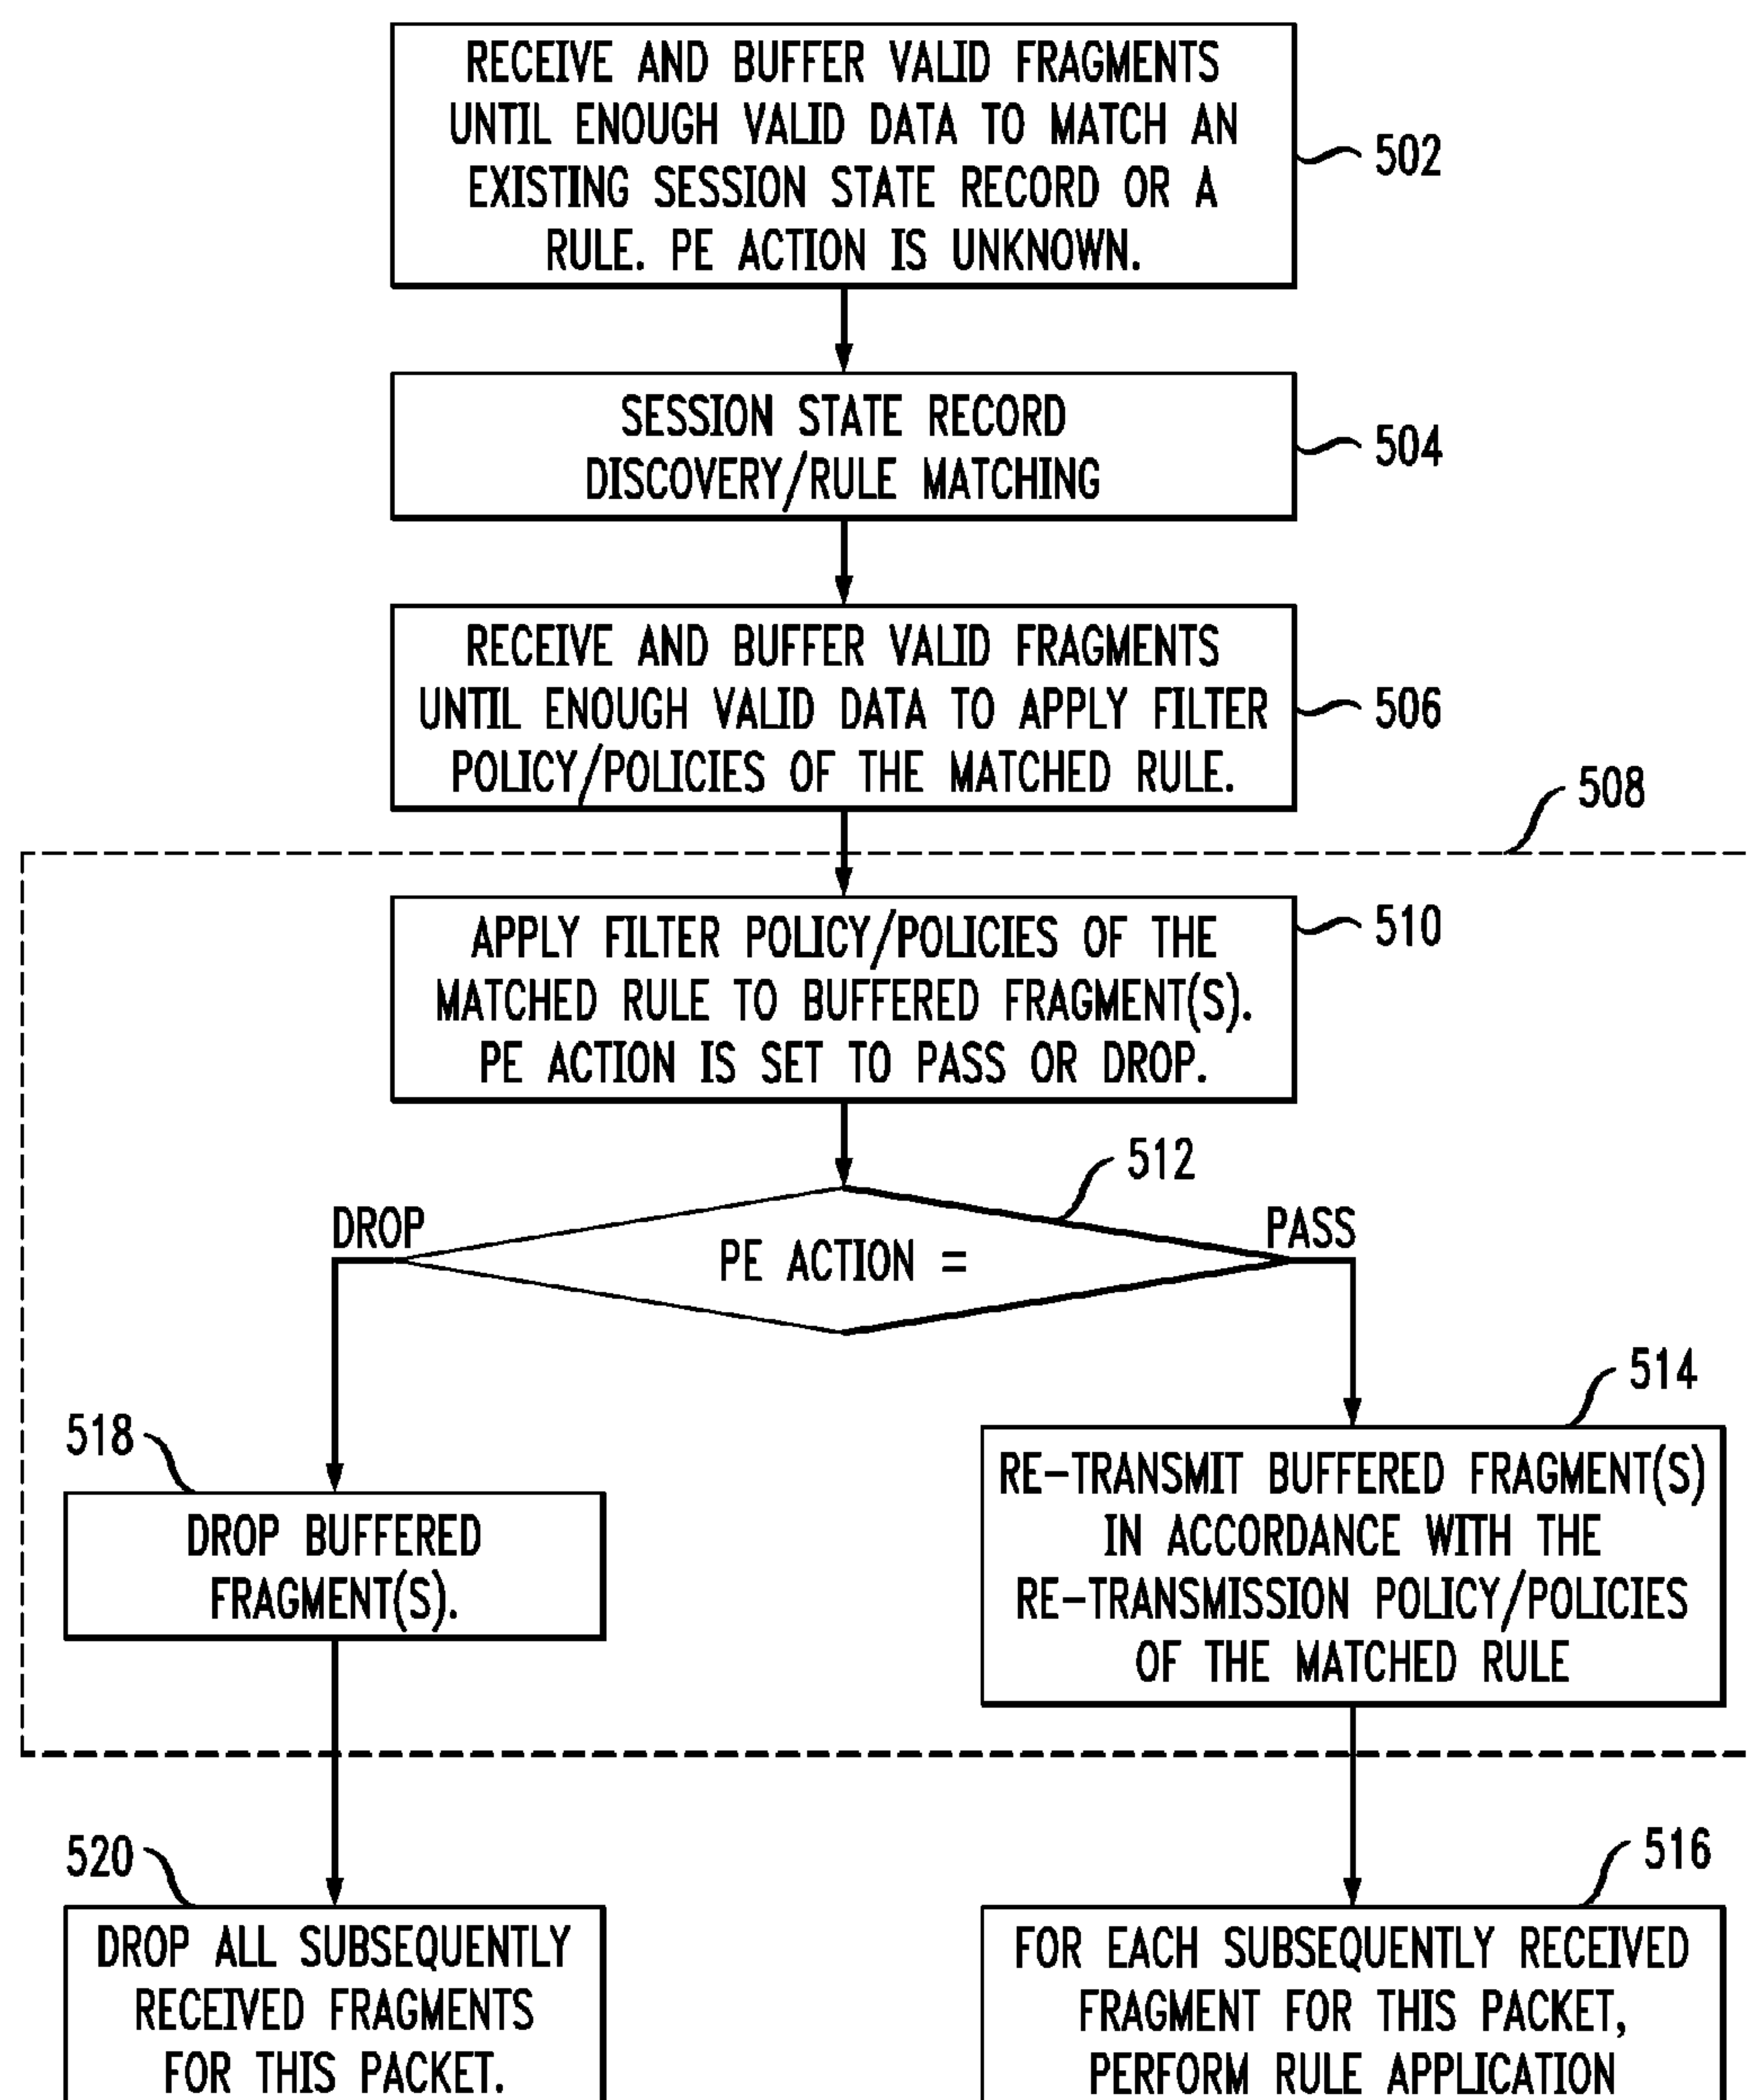 RECEIVE AND BUFFER VALID FRAGMENTS
UNTIL ENOUGH VALID DATA TO MATCH AN
EXISTING SESSION STATE RECORD OR A
RULE. PE ACTION IS UNKNOWN.
502
SESSION STATE RECORD
DISCOVERY/RULE MATCHING
504
RECEIVE AND BUFFER VALID FRAGMENTS
UNTIL ENOUGH VALID DATA TO APPLY FILTER
POLICY/POLICIES OF THE MATCHED RULE.
506
508
APPLY FILTER POLICY/POLICIES OF THE
MATCHED RULE TO BUFFERED FRAGMENT(S).
PE ACTION IS SET TO PASS OR DROP.
510
512
DROP
PE ACTION =
PASS
514
RE-TRANSMIT BUFFERED FRAGMENT(S)
IN ACCORDANCE WITH THE
RE-TRANSMISSION POLICY/POLICIES
OF THE MATCHED RULE
518
DROP BUFFERED
FRAGMENT(S).
520
DROP ALL SUBSEQUENTLY
RECEIVED FRAGMENTS
FOR THIS PACKET.
516
FOR EACH SUBSEQUENTLY RECEIVED
FRAGMENT FOR THIS PACKET,
PERFORM RULE APPLICATION